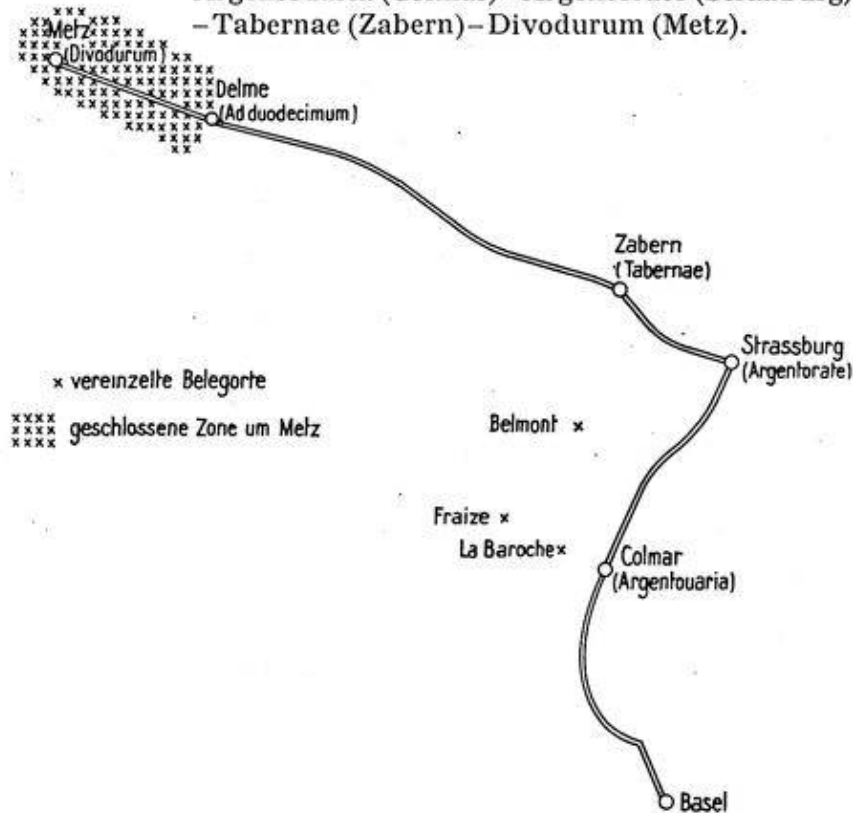 – Tabernae (Zabern) – Divodurum (Metz).
Metz
(Divodurum)
Delme
(Ad duodecimum)
Zabern
(Tabernae)
Strassburg
(Argentorate)
x vereinzelte Belegorte
geschlossene Zone um Metz
Belmont x
Fraize x
La Baroche x
Colmar
(Argentouaria)
Basel